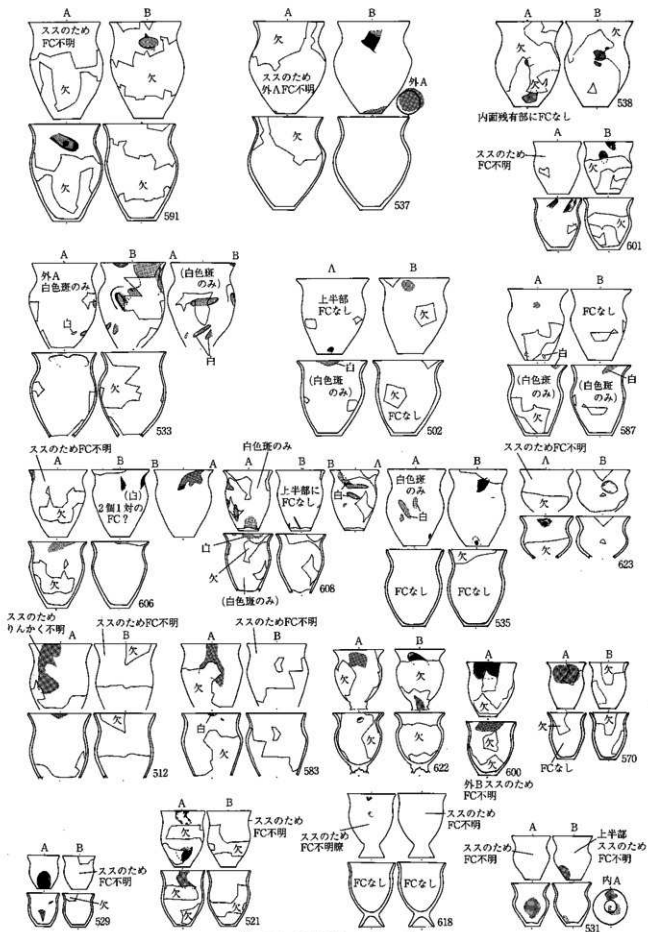 A
B
ススのため
FC不明
欠
欠
欠
欠
591
A
B
欠
ススのため
外A FC不明
外A
欠
537
A
B
欠
欠
欠
538
内面残有部にFCなし
A
B
ススのため
FC不明
欠
欠
601
A
B
A
B
外A
白色斑のみ
(白色斑
のみ)
白
白
欠
533
A
B
上半部
FCなし
欠
白
(白色斑
のみ)
欠
FCなし
502
A
B
FCなし
白
白
(白色斑
のみ)
欠
(白色斑
のみ)
587
ススのためFC不明
A
B
B
A
欠
(白)
2個1対の
FC?
欠
606
白色斑のみ
A
B
B
A
上半部に
FCなし
白
白
欠
(白色斑のみ)
608
A
B
白色斑
のみ
白
FCなし
FCなし
535
ススのためFC不明
A
B
欠
欠
623
ススのため
りんかく不明
ススのためFC不明
A
B
欠
欠
512
ススのためFC不明
A
B
欠
白
欠
583
A
B
欠
欠
欠
欠
622
A
欠
欠
欠
600
外Bススのため
FC不明
A
B
欠
欠
欠
FCなし
570
A
B
ススのため
FC不明
欠
529
A
B
ススのため
FC不明
欠
欠
欠
欠
欠
欠
521
A
B
ススのため
FC不明瞭
ススのため
FC不明
FCなし
FCなし
618
A
B
ススのため
FC不明
上半部
ススのため
FC不明
内A
531